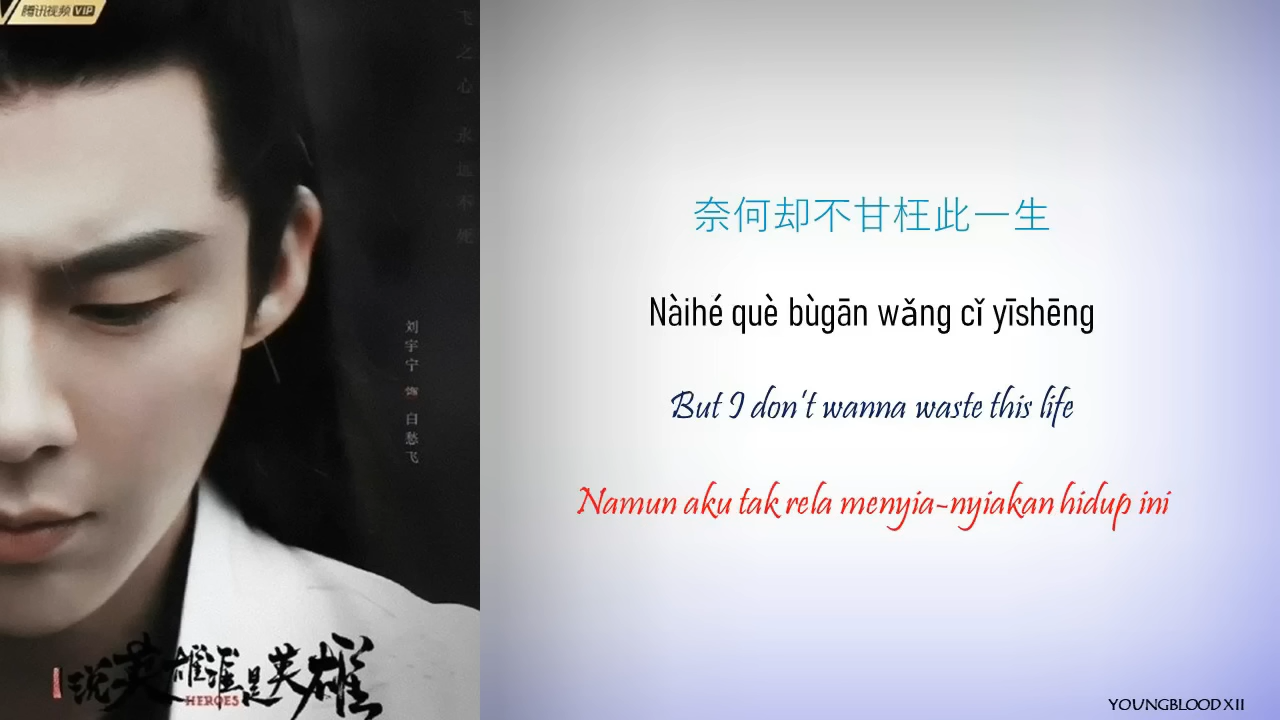 腾讯视频 VIP
飞之心 永远不死
刘宇宁 饰 白愁飞
说英雄谁是英雄
HEROES
奈何却不甘枉此一生
Nàihé què bùgān wǎng cǐ yīshēng
But I don't wanna waste this life
Namun aku tak rela menyia-nyiakan hidup ini
YOUNGBLOOD XII